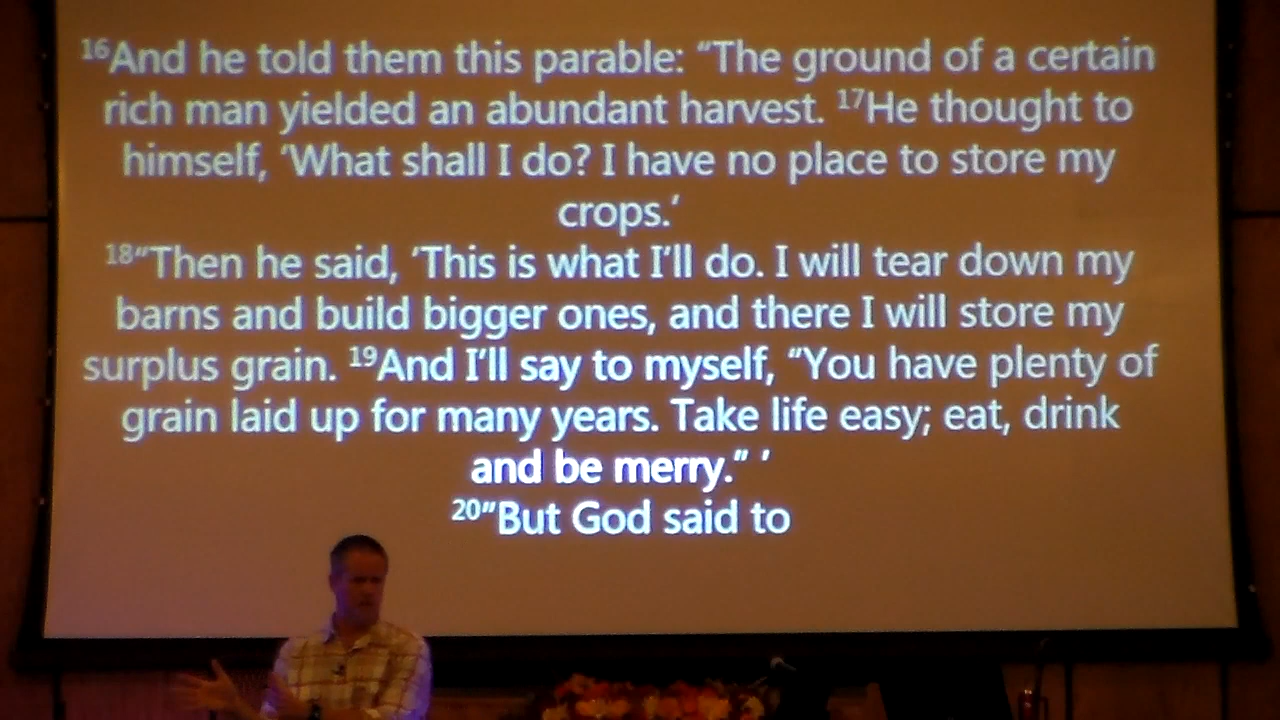 ¹⁶And he told them this parable: “The ground of a certain
rich man yielded an abundant harvest. ¹⁷He thought to
himself, ‘What shall I do? I have no place to store my
crops.’
¹⁸“Then he said, ‘This is what I’ll do. I will tear down my
barns and build bigger ones, and there I will store my
surplus grain. ¹⁹And I’ll say to myself, “You have plenty of
grain laid up for many years. Take life easy; eat, drink
and be merry.” ’
²⁰“But God said to